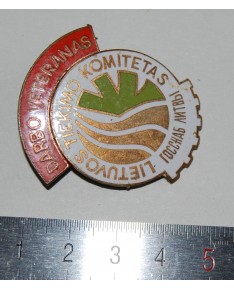 DARBO VETERANAS
LIETUVOS TIEKIMO KOMITETAS
ГОССНАБ ЛИТВЫ
1 2 3 4 5